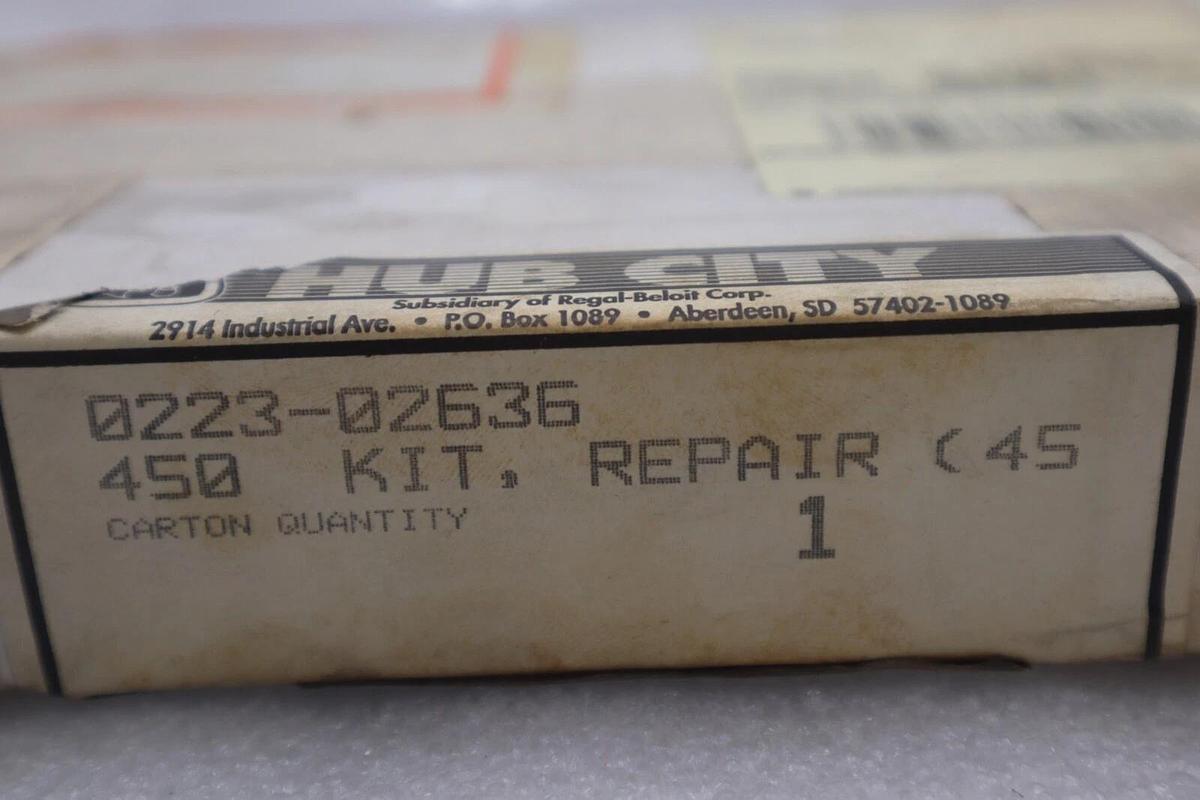 HUB CITY
Subsidiary of Regal-Beloit Corp.
2914 Industrial Ave. • P.O. Box 1089 • Aberdeen, SD 57402-1089
0223-02636
450 KIT, REPAIR (45
CARTON QUANTITY 1